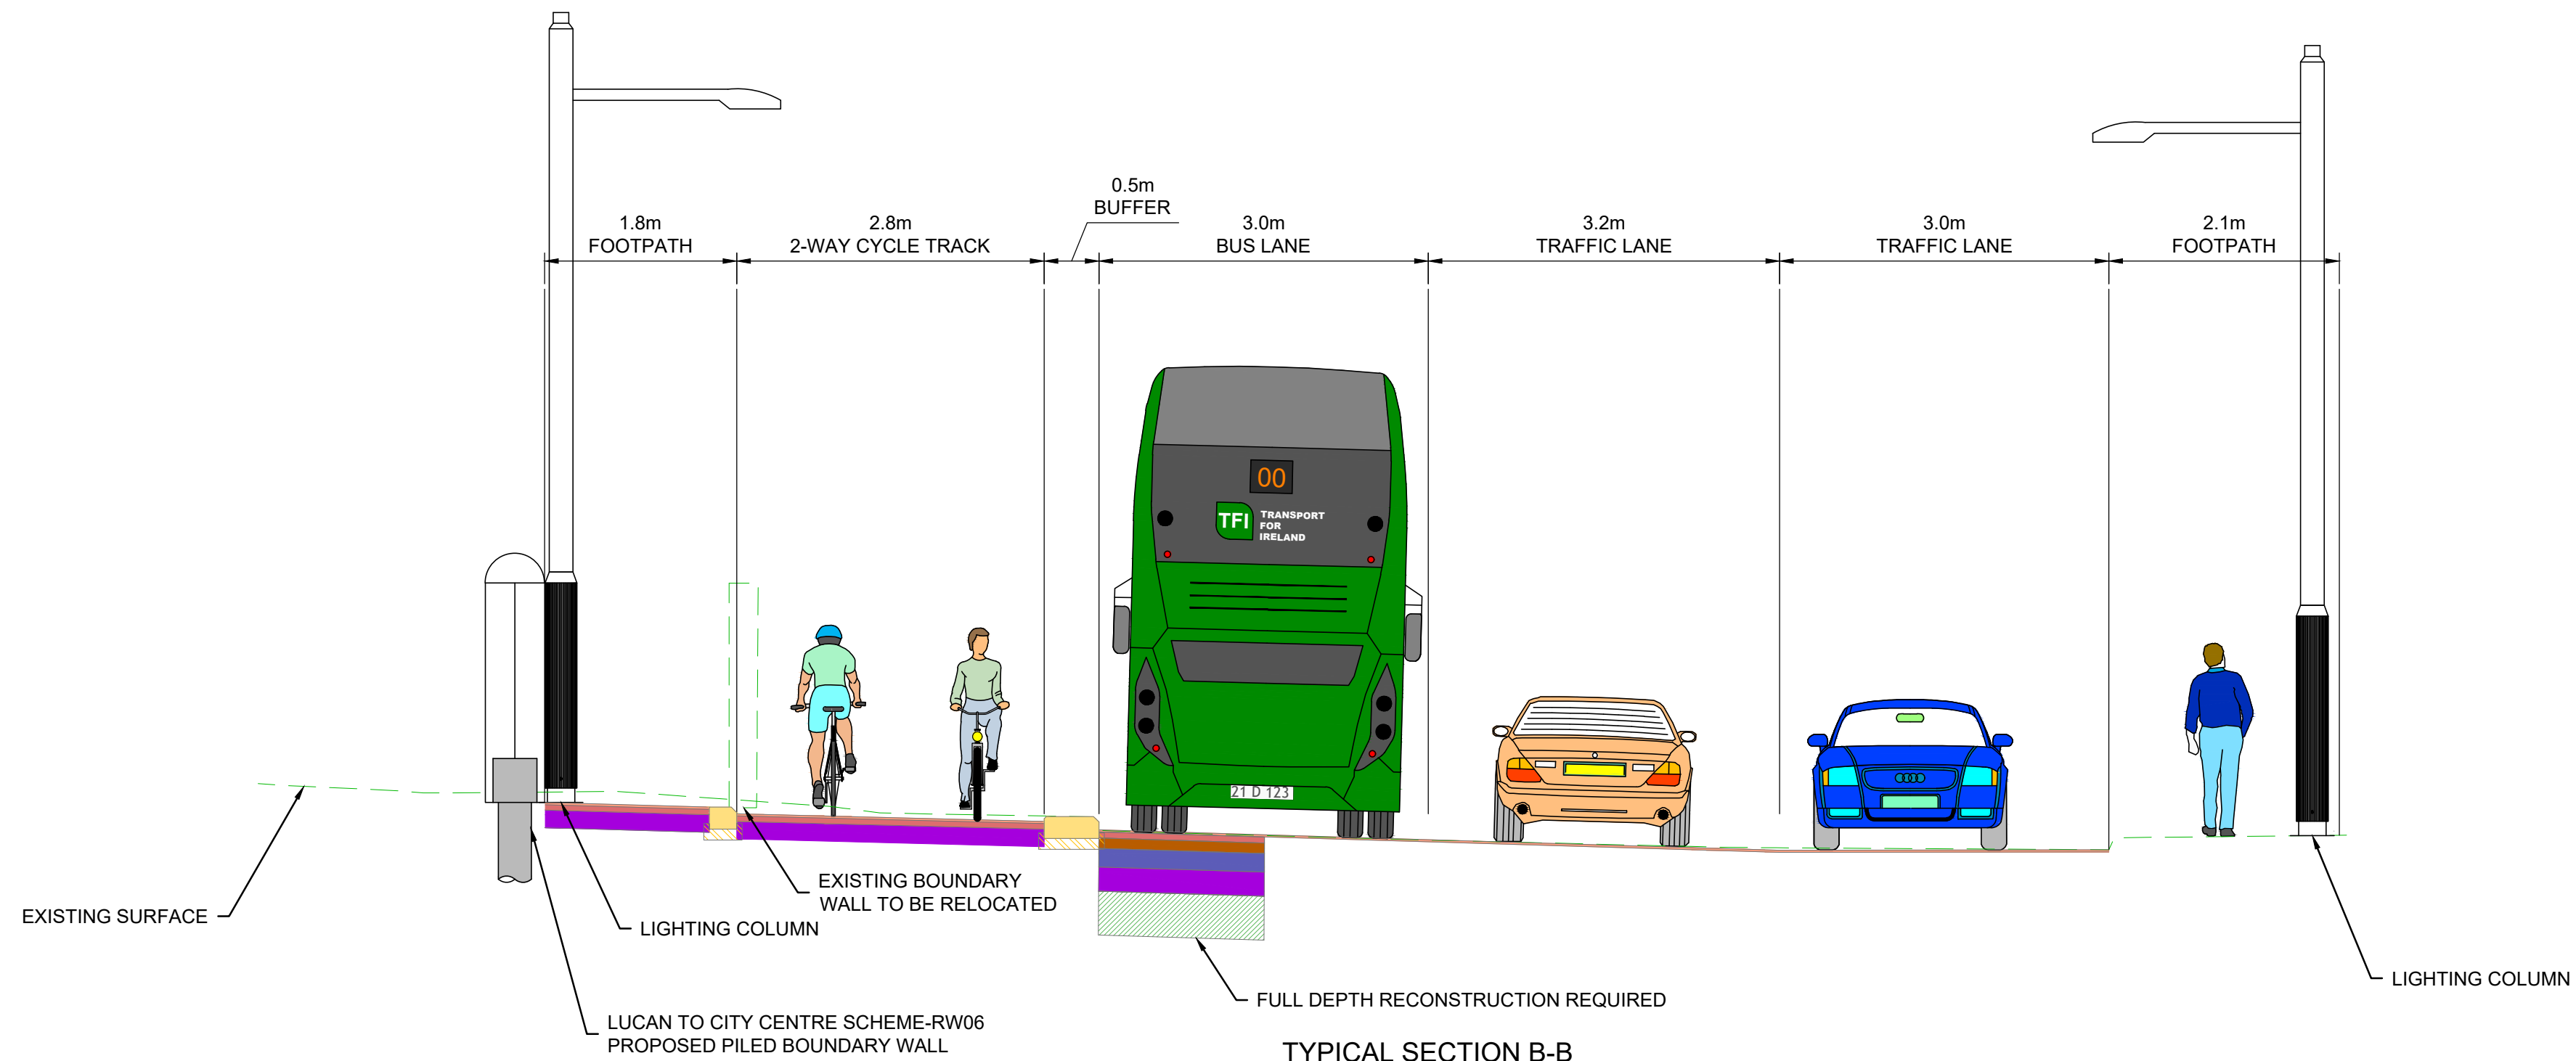 0.5m
BUFFER
1.8m
FOOTPATH
2.8m
2-WAY CYCLE TRACK
3.0m
BUS LANE
3.2m
TRAFFIC LANE
3.0m
TRAFFIC LANE
2.1m
FOOTPATH
00
TFI
TRANSPORT
FOR
IRELAND
21 D 123
EXISTING SURFACE
EXISTING BOUNDARY
WALL TO BE RELOCATED
LIGHTING COLUMN
LIGHTING COLUMN
FULL DEPTH RECONSTRUCTION REQUIRED
LUCAN TO CITY CENTRE SCHEME-RW06
PROPOSED PILED BOUNDARY WALL
TYPICAL SECTION B-B